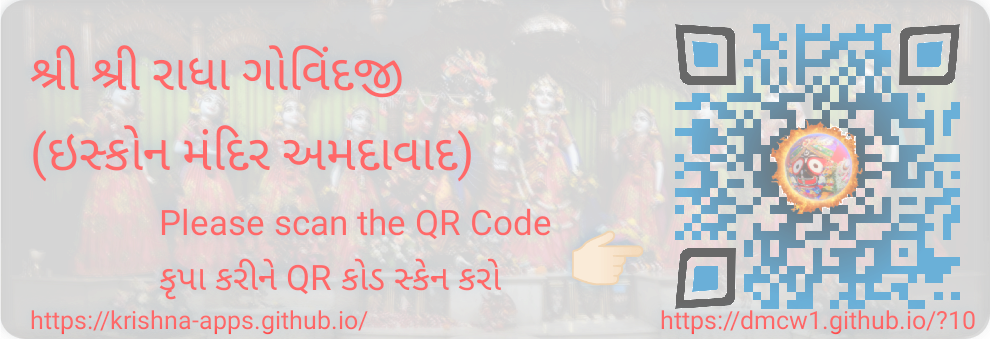 શ્રી શ્રી રાધા ગોવિંદજી
(ઇસ્કોન મંદિર અમદાવાદ)
Please scan the QR Code
કૃપા કરીને QR કોડ સ્કેન કરો
https://krishna-apps.github.io/
https://dmcw1.github.io/?10